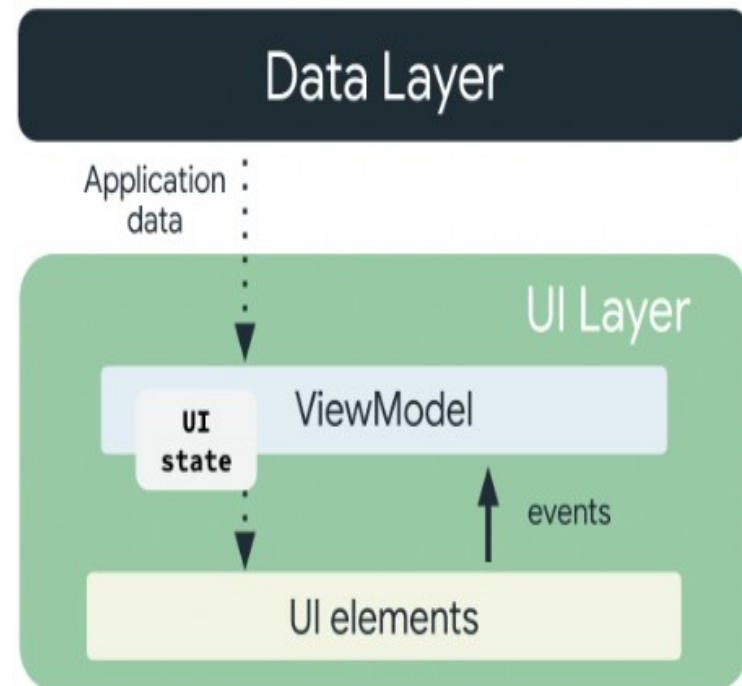 Data Layer
Application
data
UI Layer
ViewModel
UI
state
events
UI elements